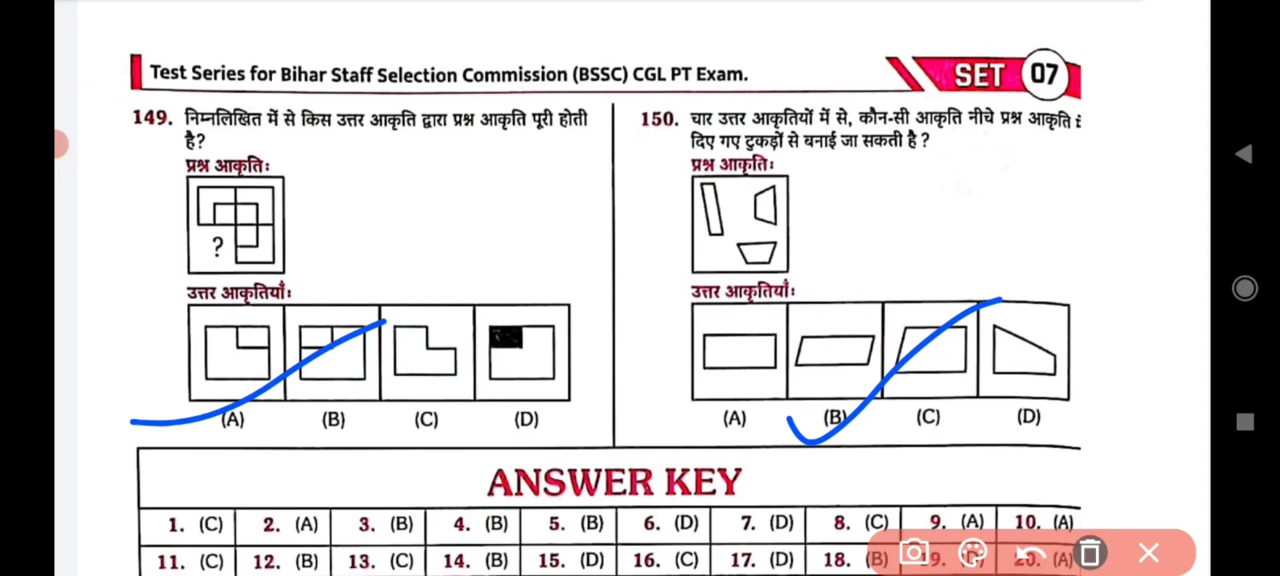 Test Series for Bihar Staff Selection Commission (BSSC) CGL PT Exam.
SET 07
149. निम्नलिखित में से किस उत्तर आकृति द्वारा प्रश्न आकृति पूरी होती
है?
प्रश्न आकृतिः
?
उत्तर आकृतियाँः
(A) (B) (C) (D)
150. चार उत्तर आकृतियों में से, कौन-सी आकृति नीचे प्रश्न आकृति
दिए गए टुकड़ों से बनाई जा सकती है ?
प्रश्न आकृतिः
उत्तर आकृतियाँः
(A) (B) (C) (D)
ANSWER KEY
1. (C) 2. (A) 3. (B) 4. (B) 5. (B) 6. (D) 7. (D) 8. (C) 9. (A) 10. (A)
11. (C) 12. (B) 13. (C) 14. (B) 15. (D) 16. (C) 17. (D) 18. (B) 19. (D) 20. (A)